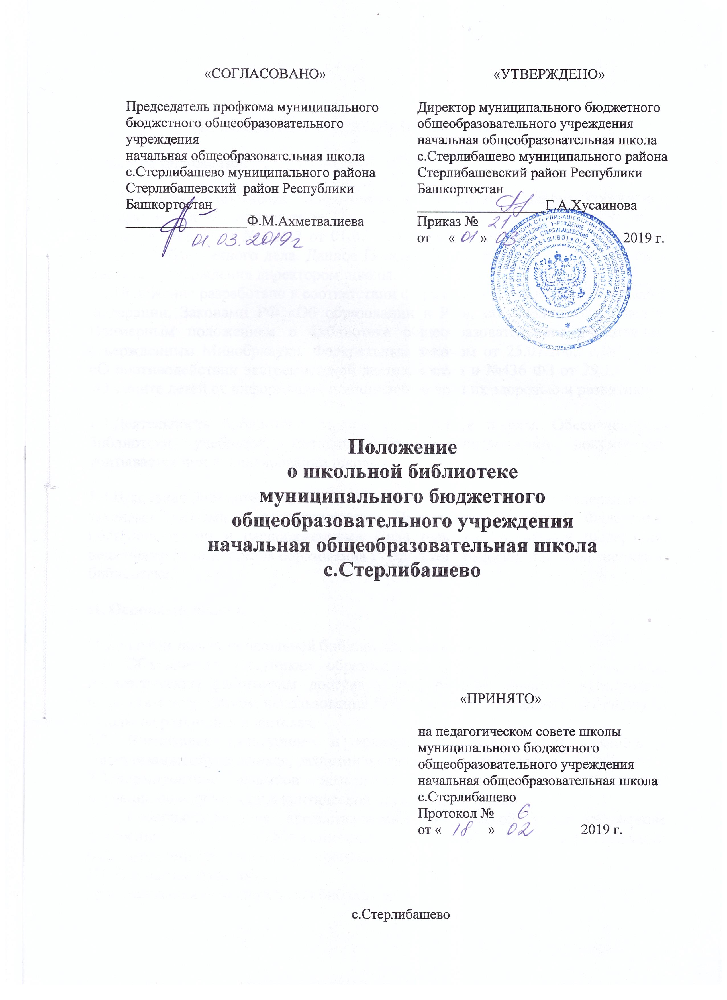 «СОГЛАСОВАНО»
Председатель профкома муниципального
бюджетного общеобразовательного
учреждения
начальная общеобразовательная школа
с.Стерлибашево муниципального района
Стерлибашевский  район Республики
Башкортостан
_________________Ф.М.Ахметвалиева
01.03.2019г
«УТВЕРЖДЕНО»
Директор муниципального бюджетного
общеобразовательного учреждения
начальная общеобразовательная школа
с.Стерлибашево муниципального района
Стерлибашевский район Республики
Башкортостан
__________________Г.А.Хусаинова
Приказ № 21
от « 01 » 03 2019 г.
Положение
о школьной библиотеке
муниципального бюджетного
общеобразовательного учреждения
начальная общеобразовательная школа
с.Стерлибашево
«ПРИНЯТО»
на педагогическом совете школы
муниципального бюджетного
общеобразовательного учреждения
начальная общеобразовательная школа
с.Стерлибашево
Протокол № 6
от « 18 » 02 2019 г.
с.Стерлибашево